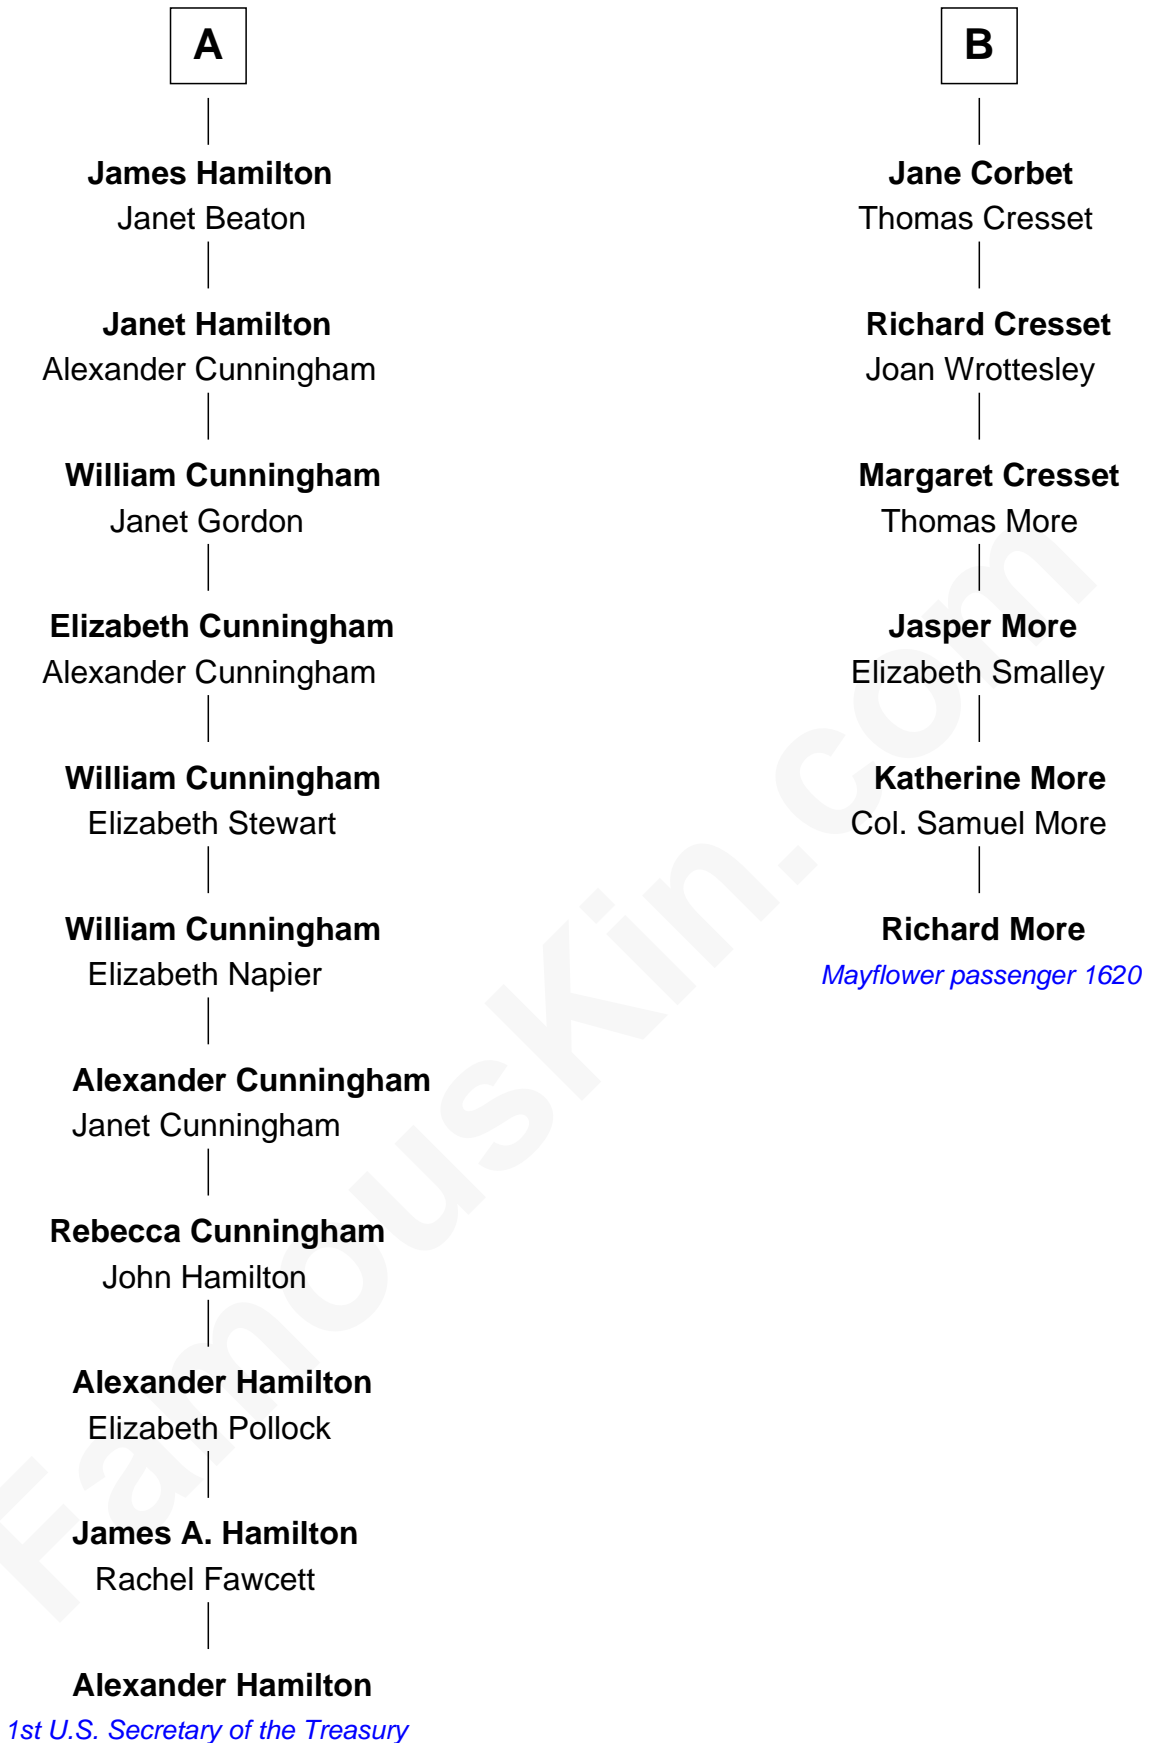 A
James Hamilton
Janet Beaton
Janet Hamilton
Alexander Cunningham
William Cunningham
Janet Gordon
Elizabeth Cunningham
Alexander Cunningham
William Cunningham
Elizabeth Stewart
William Cunningham
Elizabeth Napier
Alexander Cunningham
Janet Cunningham
Rebecca Cunningham
John Hamilton
Alexander Hamilton
Elizabeth Pollock
James A. Hamilton
Rachel Fawcett
Alexander Hamilton
1st U.S. Secretary of the Treasury
B
Jane Corbet
Thomas Cresset
Richard Cresset
Joan Wrottesley
Margaret Cresset
Thomas More
Jasper More
Elizabeth Smalley
Katherine More
Col. Samuel More
Richard More
Mayflower passenger 1620
FamousKin.com